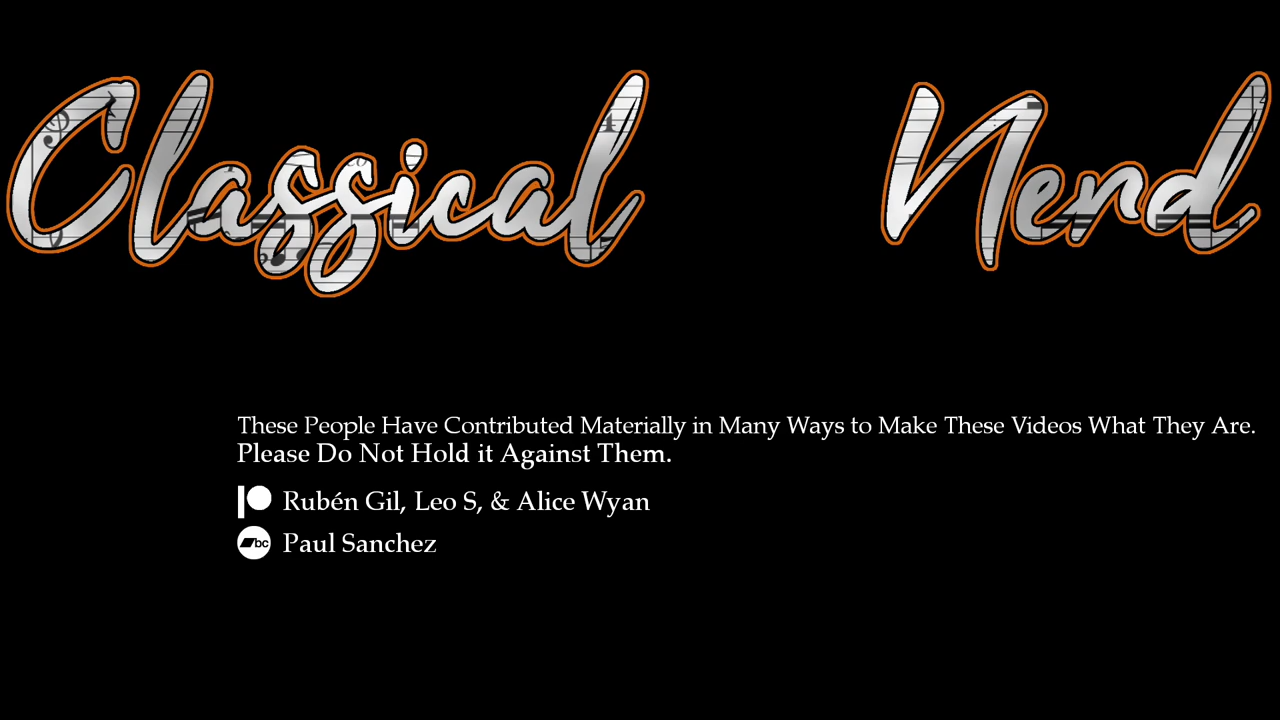 Classical Nerd
These People Have Contributed Materially in Many Ways to Make These Videos What They Are.
Please Do Not Hold it Against Them.
Rubén Gil, Leo S, & Alice Wyan
bc Paul Sanchez